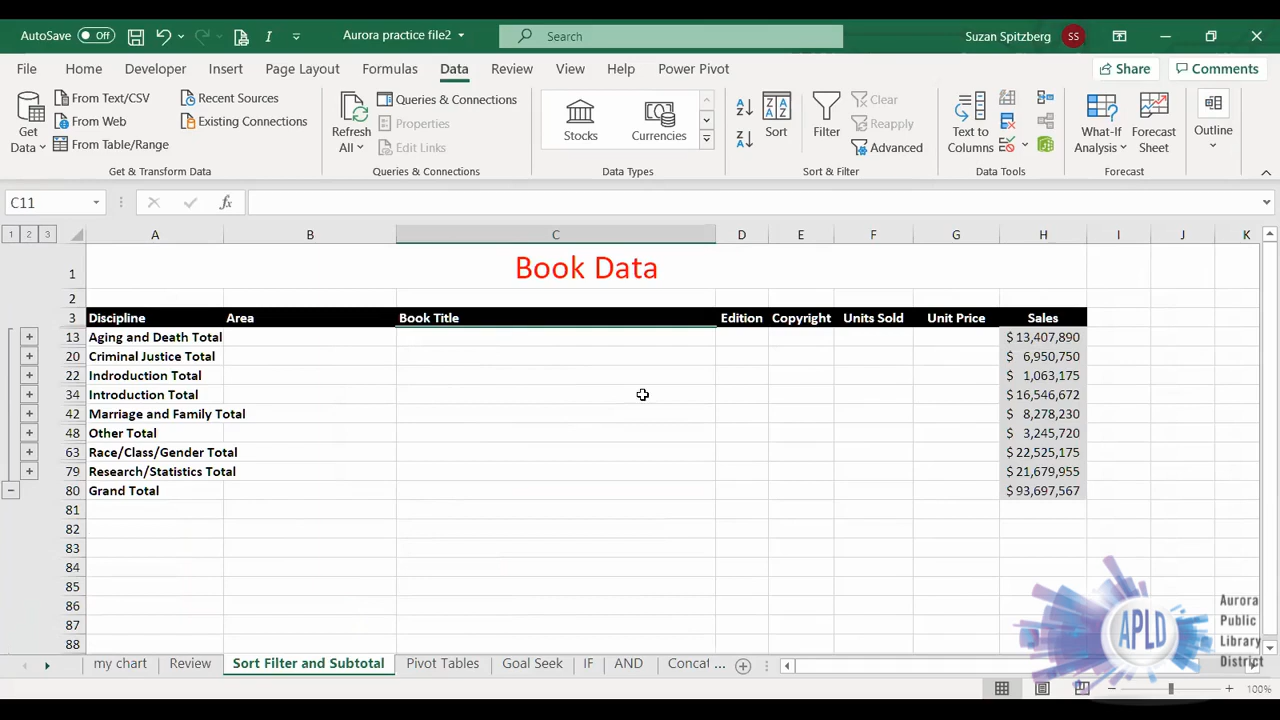 AutoSave Off Aurora practice file2 Search Suzan Spitzberg SS
File Home Developer Insert Page Layout Formulas Data Review View Help Power Pivot Share Comments
Get Data From Text/CSV From Web From Table/Range Recent Sources Existing Connections
Get & Transform Data
Refresh All Queries & Connections Properties Edit Links
Queries & Connections
Stocks Currencies
Data Types
Sort Filter Clear Reapply Advanced
Sort & Filter
Text to Columns
Data Tools
What-If Analysis Forecast Sheet
Forecast
Outline
C11 fx
1 2 3 A B C D E F G H I J K
1 Book Data
2
3 Discipline Area Book Title Edition Copyright Units Sold Unit Price Sales
13 Aging and Death Total $ 13,407,890
20 Criminal Justice Total $ 6,950,750
22 Indroduction Total $ 1,063,175
34 Introduction Total $ 16,546,672
42 Marriage and Family Total $ 8,278,230
48 Other Total $ 3,245,720
63 Race/Class/Gender Total $ 22,525,175
79 Research/Statistics Total $ 21,679,955
80 Grand Total $ 93,697,567
81
82
83
84
85
86
87
88
my chart Review Sort Filter and Subtotal Pivot Tables Goal Seek IF AND Concat ...
100%
APLD
Aurora
Public
Library
District